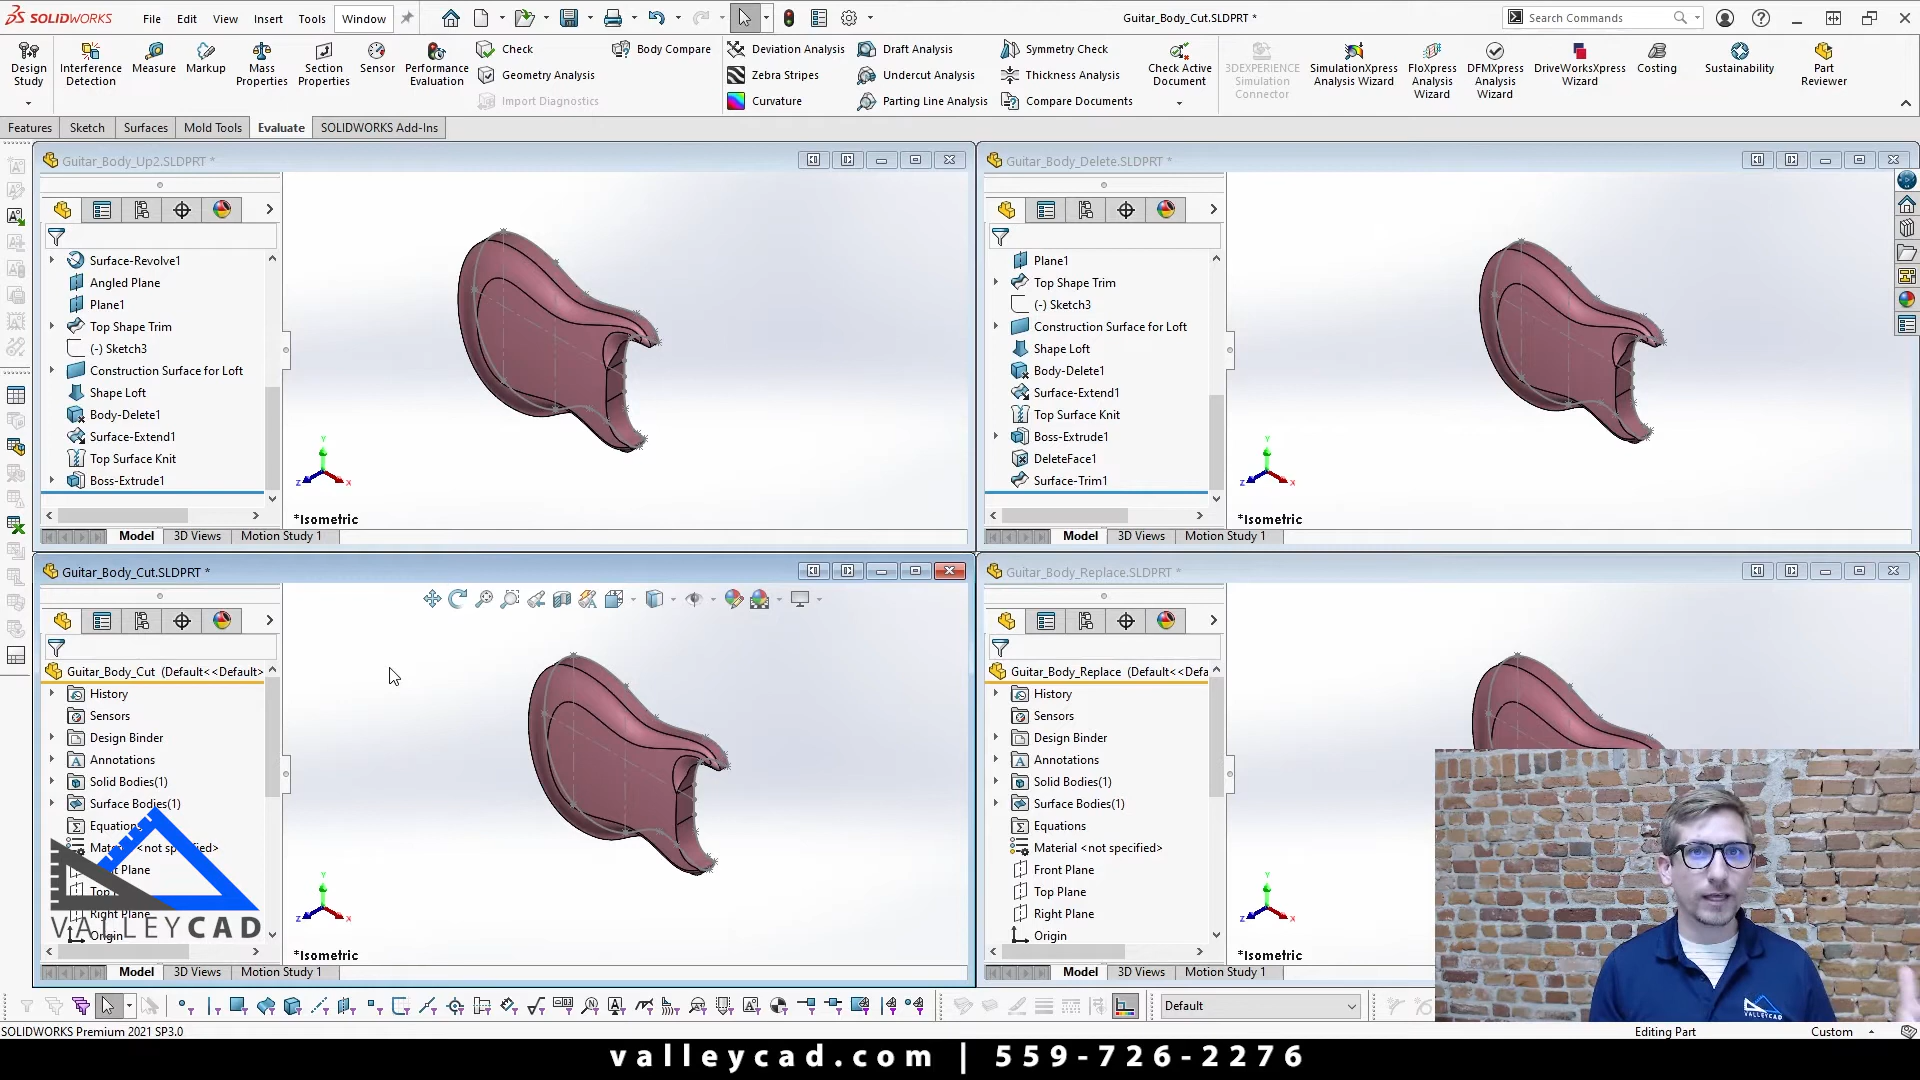 SOLIDWORKS File Edit View Insert Tools Window Guitar_Body_Cut.SLDPRT * Search Commands
Design Study
Interference Detection
Measure
Markup
Mass Properties
Section Properties
Sensor
Performance Evaluation
Check
Geometry Analysis
Import Diagnostics
Body Compare
Deviation Analysis
Zebra Stripes
Curvature
Draft Analysis
Undercut Analysis
Parting Line Analysis
Symmetry Check
Thickness Analysis
Compare Documents
Check Active Document
3DEXPERIENCE Simulation Connector
SimulationXpress Analysis Wizard
FloXpress Analysis Wizard
DFMXpress Analysis Wizard
DriveWorksXpress Wizard
Costing
Sustainability
Part Reviewer
Features Sketch Surfaces Mold Tools Evaluate SOLIDWORKS Add-Ins
Guitar_Body_Up2.SLDPRT *
Surface-Revolve1
Angled Plane
Plane1
Top Shape Trim
(-) Sketch3
Construction Surface for Loft
Shape Loft
Body-Delete1
Surface-Extend1
Top Surface Knit
Boss-Extrude1
Y
Z X
*Isometric
Model 3D Views Motion Study 1
Guitar_Body_Delete.SLDPRT *
Plane1
Top Shape Trim
(-) Sketch3
Construction Surface for Loft
Shape Loft
Body-Delete1
Surface-Extend1
Top Surface Knit
Boss-Extrude1
DeleteFace1
Surface-Trim1
Y
Z X
*Isometric
Model 3D Views Motion Study 1
Guitar_Body_Cut.SLDPRT *
Guitar_Body_Cut (Default<<Default>
History
Sensors
Design Binder
Annotations
Solid Bodies(1)
Surface Bodies(1)
Equation
Mate <not sp fied>
t Plane
Top
Right Plane
Origin
VALLEYCAD
Y
Z X
*Isometric
Model 3D Views Motion Study 1
Guitar_Body_Replace.SLDPRT *
Guitar_Body_Replace (Default<<Defa
History
Sensors
Design Binder
Annotations
Solid Bodies(1)
Surface Bodies(1)
Equations
Material <not specified>
Front Plane
Top Plane
Right Plane
Origin
Y
Z X
*Isometric
Model 3D Views Motion Study 1
VALLEYCAD
Default
SOLIDWORKS Premium 2021 SP3.0 Editing Part Custom
valleycad.com | 559-726-2276